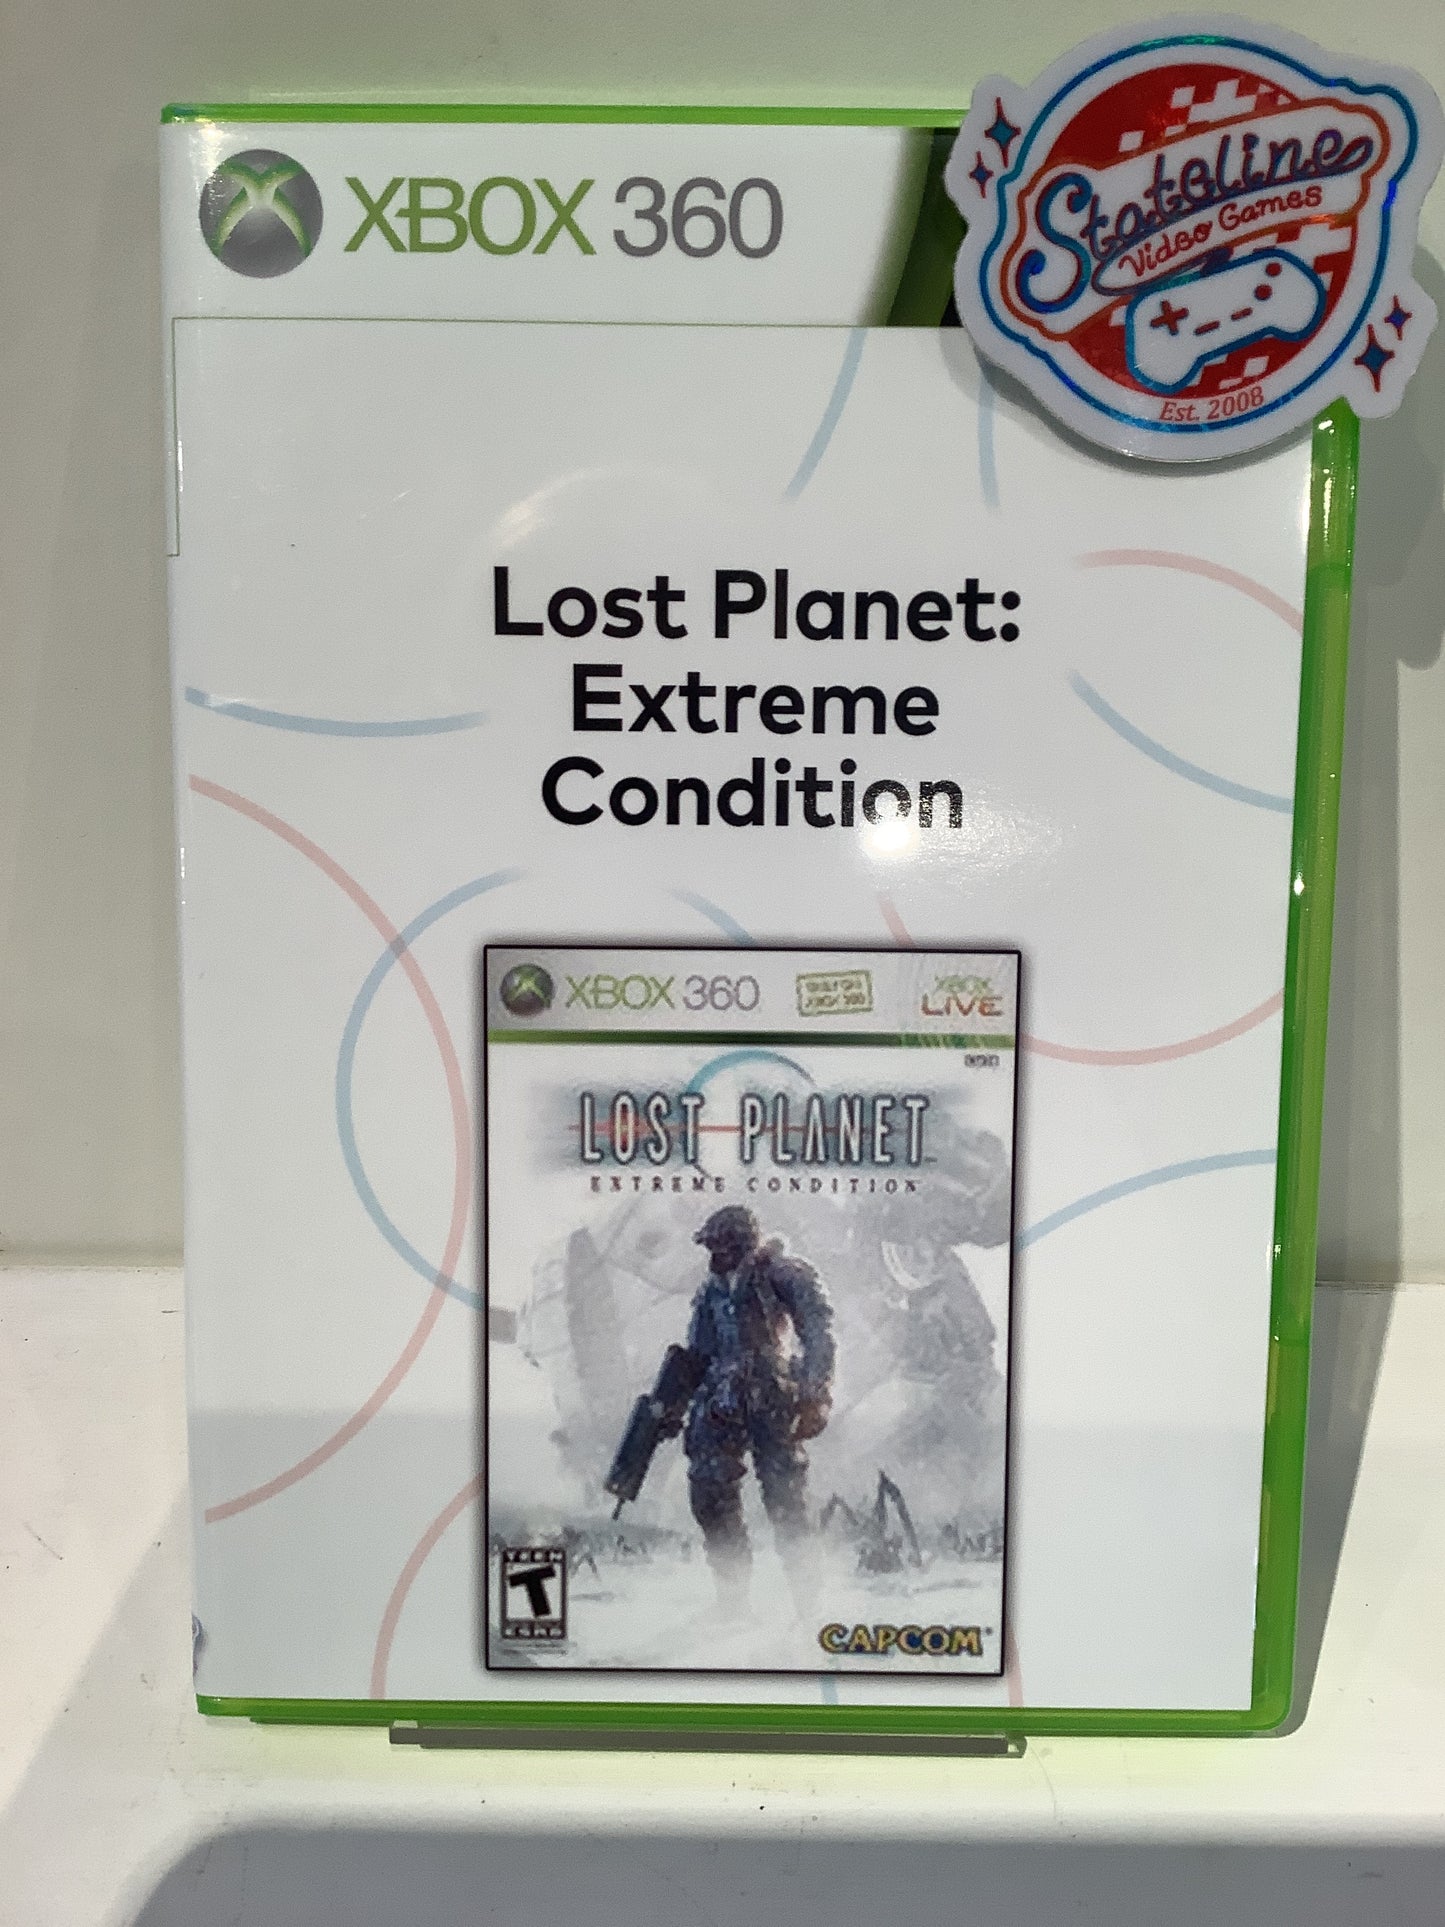 XBOX 360
Stateline
Video Games
Est. 2008
Lost Planet:
Extreme
Condition
XBOX 360
XBOX
LIVE
LOST PLANET
EXTREME CONDITION
TEEN
T
ESRB
CAPCOM